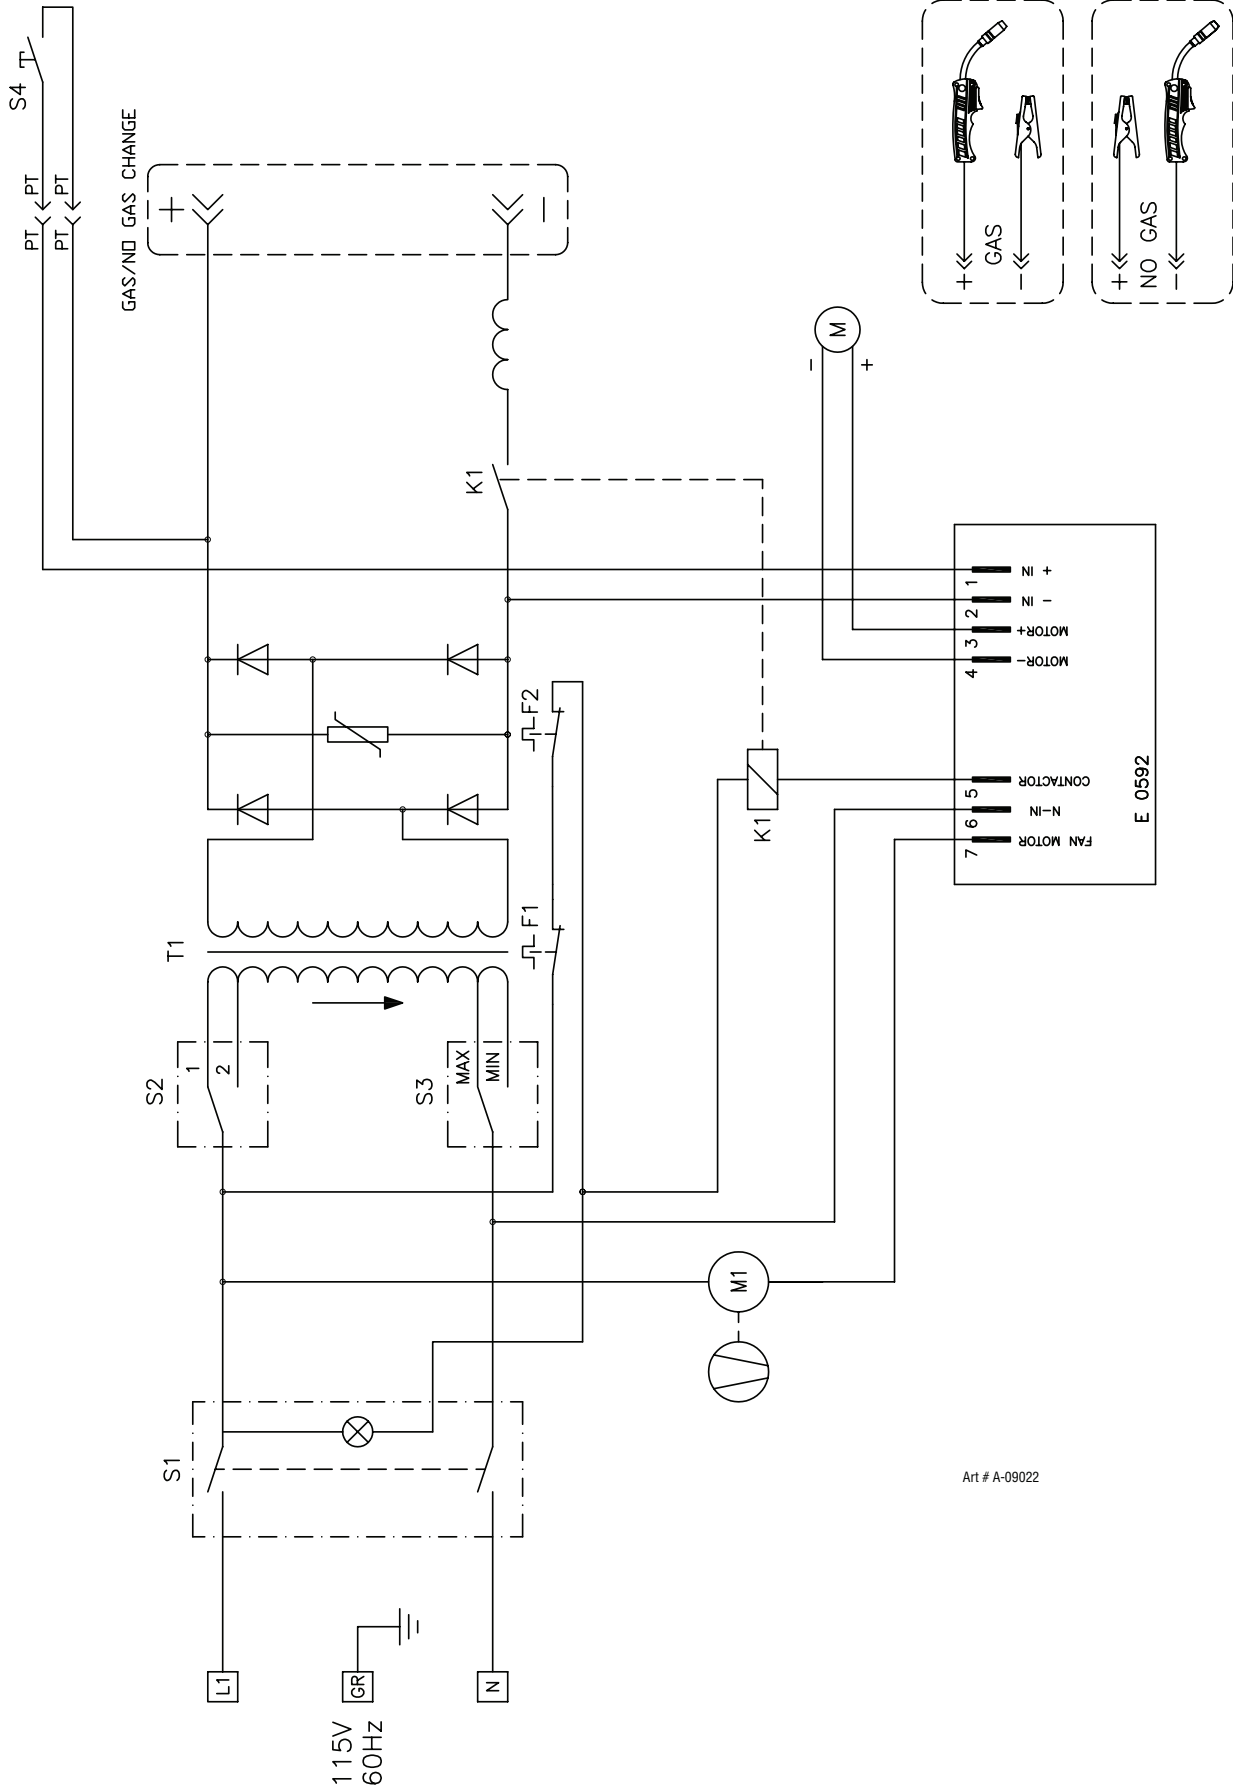 S4
PT
PT
PT
PT
GAS/NO GAS CHANGE
+
−
+
GAS
−
+
NO GAS
−
M
−
+
K1
1
+ IN
2
− IN
3
MOTOR+
4
MOTOR−
5
CONTACTOR
6
N−IN
7
FAN MOTOR
E 0592
F2
K1
F1
T1
S2
1
2
S3
MAX
MIN
M1
S1
L1
GR
N
115V
60Hz
Art # A-09022